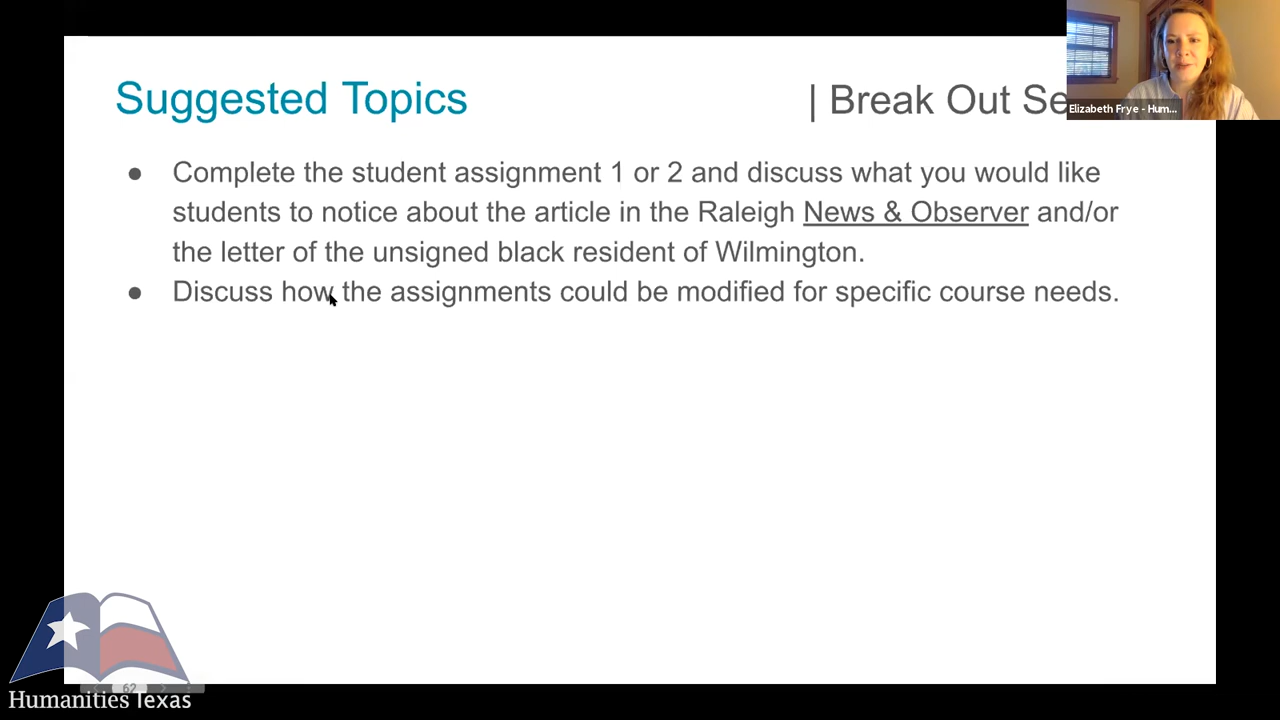 Suggested Topics | Break Out Se
Elizabeth Frye - Hum...
● Complete the student assignment 1 or 2 and discuss what you would like
students to notice about the article in the Raleigh News & Observer and/or
the letter of the unsigned black resident of Wilmington.
● Discuss how the assignments could be modified for specific course needs.
62
Humanities Texas